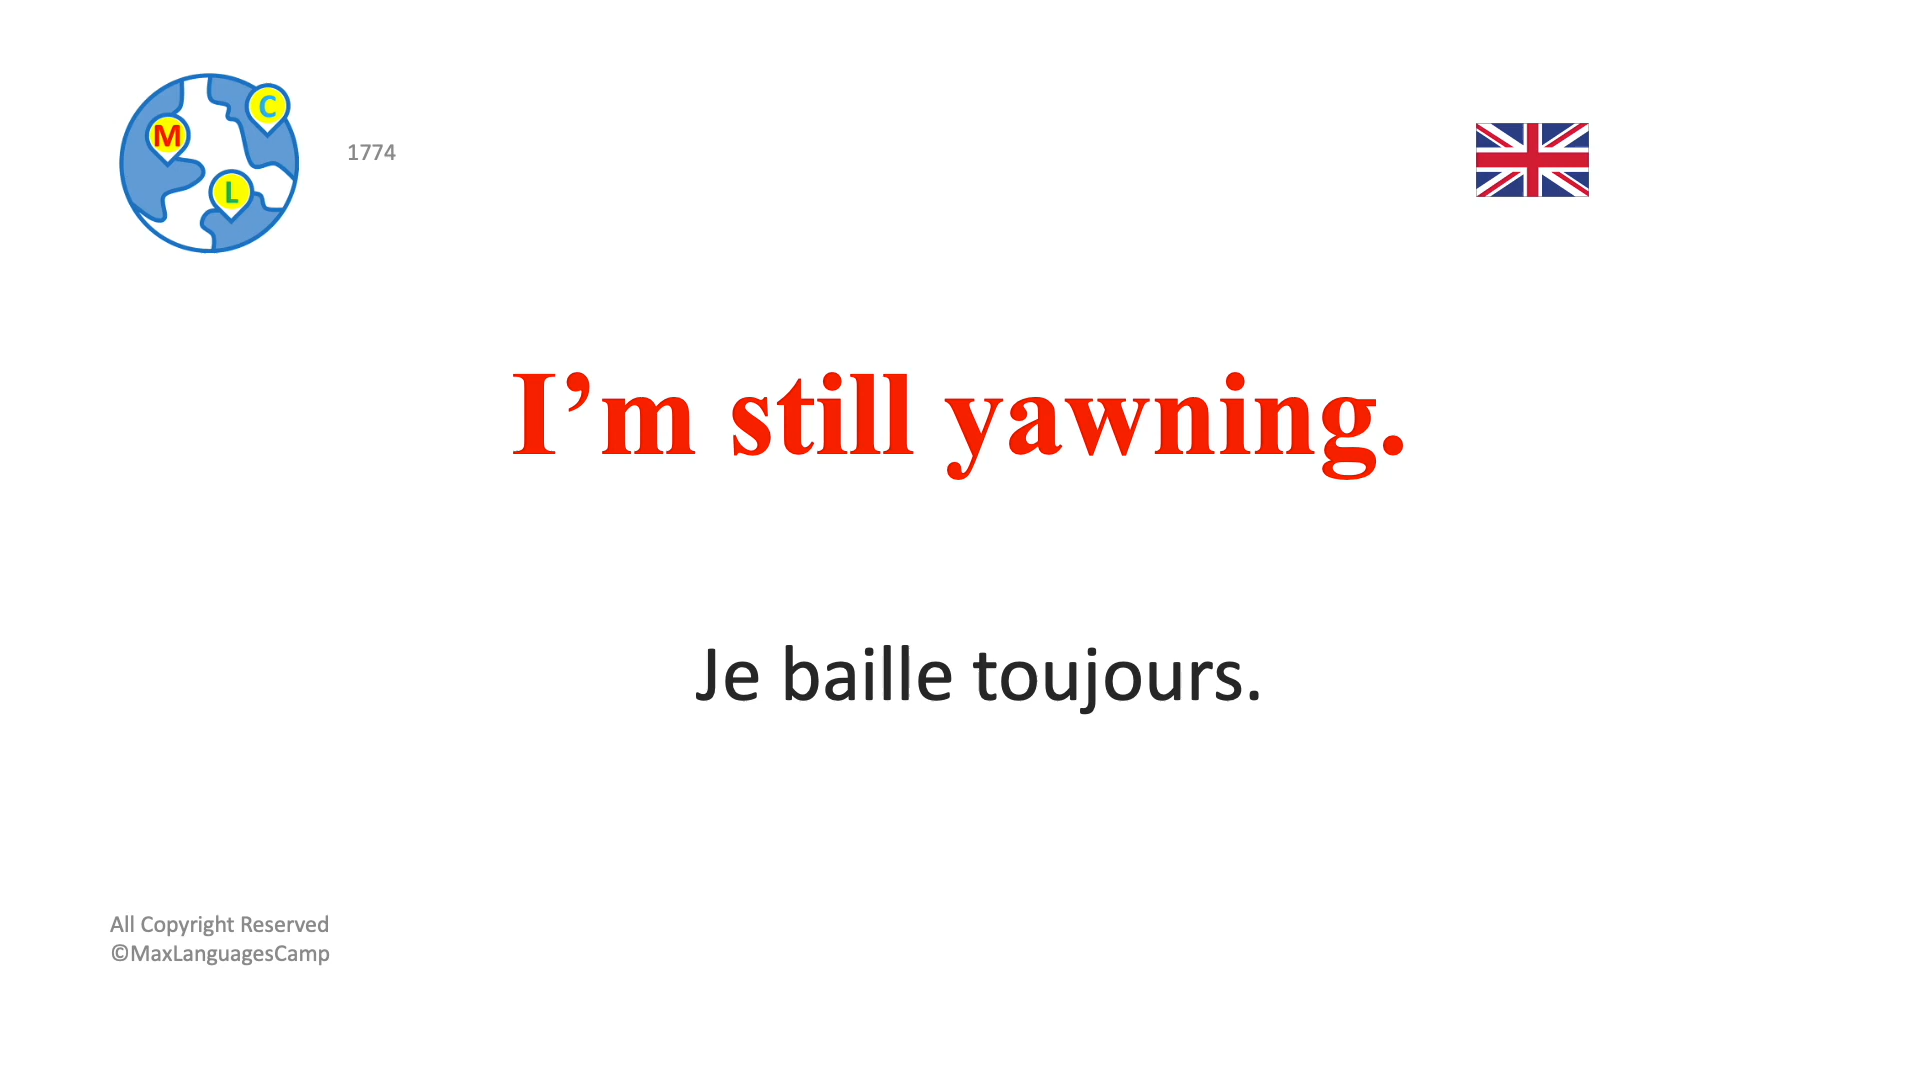 M
C
L
1774
I’m still yawning.
Je baille toujours.
All Copyright Reserved
©MaxLanguagesCamp